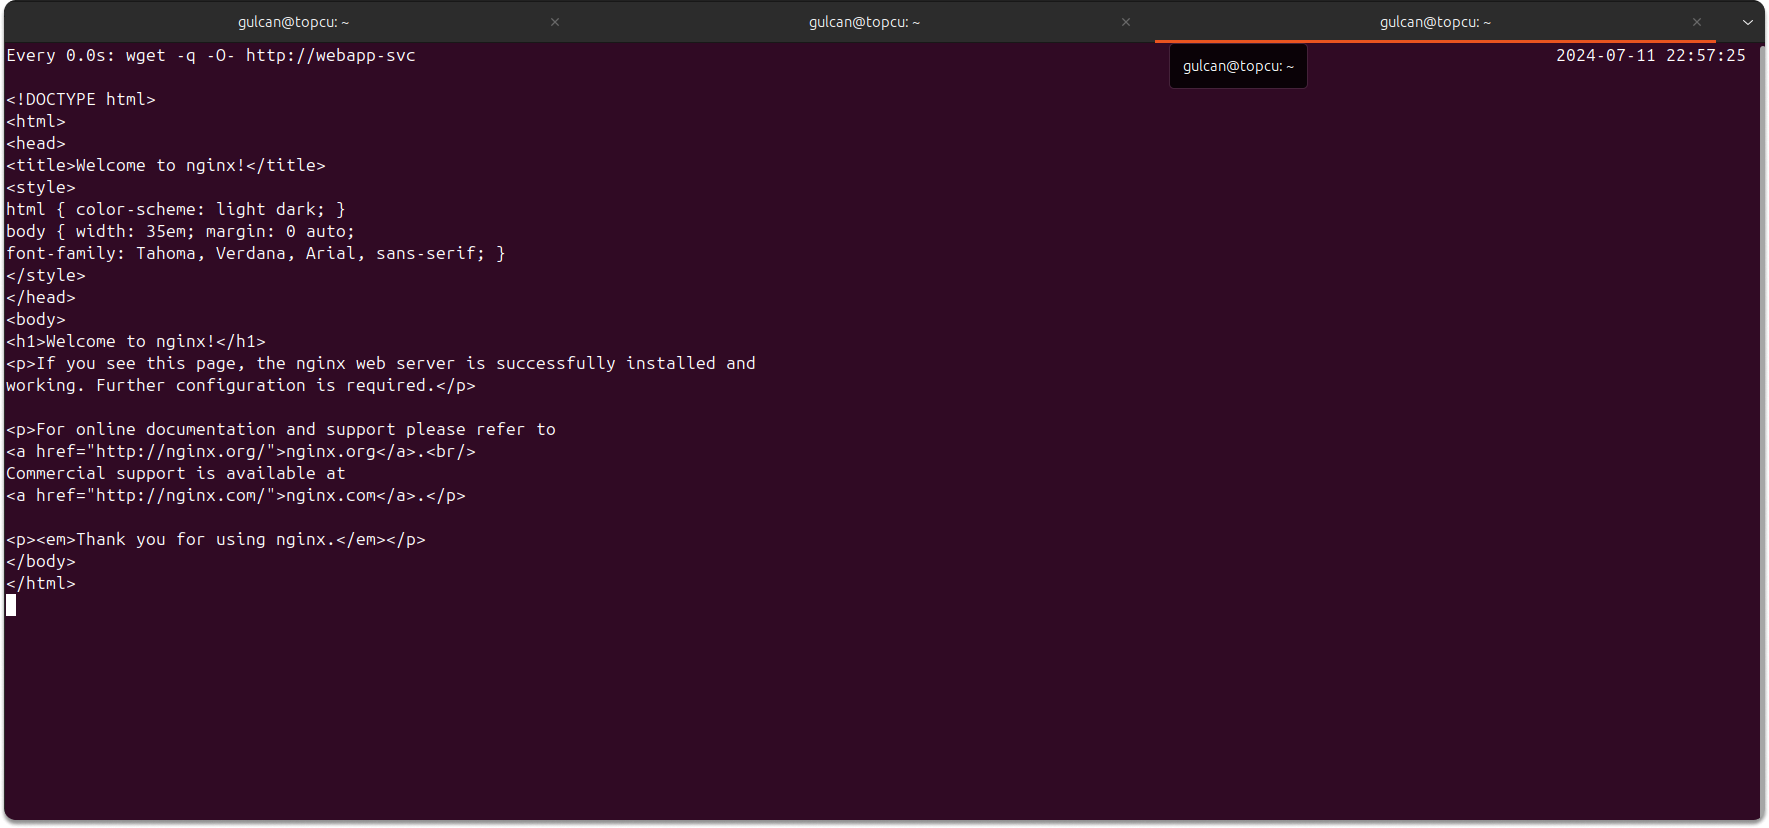 gulcan@topcu: ~
gulcan@topcu: ~
gulcan@topcu: ~
Every 0.0s: wget -q -O- http://webapp-svc 2024-07-11 22:57:25
gulcan@topcu: ~
<!DOCTYPE html>
<html>
<head>
<title>Welcome to nginx!</title>
<style>
html { color-scheme: light dark; }
body { width: 35em; margin: 0 auto;
font-family: Tahoma, Verdana, Arial, sans-serif; }
</style>
</head>
<body>
<h1>Welcome to nginx!</h1>
<p>If you see this page, the nginx web server is successfully installed and
working. Further configuration is required.</p>
<p>For online documentation and support please refer to
<a href="http://nginx.org/">nginx.org</a>.<br/>
Commercial support is available at
<a href="http://nginx.com/">nginx.com</a>.</p>
<p><em>Thank you for using nginx.</em></p>
</body>
</html>